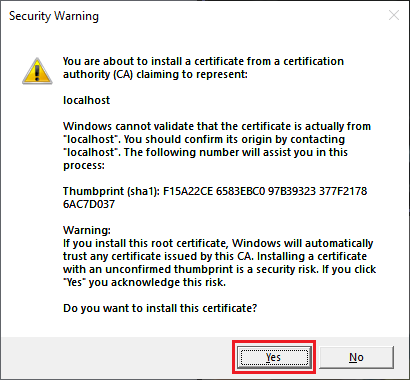 Security Warning
You are about to install a certificate from a certification
authority (CA) claiming to represent:
localhost
Windows cannot validate that the certificate is actually from
"localhost". You should confirm its origin by contacting
"localhost". The following number will assist you in this
process:
Thumbprint (sha1): F15A22CE 6583EBC0 97B39323 377F2178
6AC7D037
Warning:
If you install this root certificate, Windows will automatically
trust any certificate issued by this CA. Installing a certificate
with an unconfirmed thumbprint is a security risk. If you click
"Yes" you acknowledge this risk.
Do you want to install this certificate?
Yes No